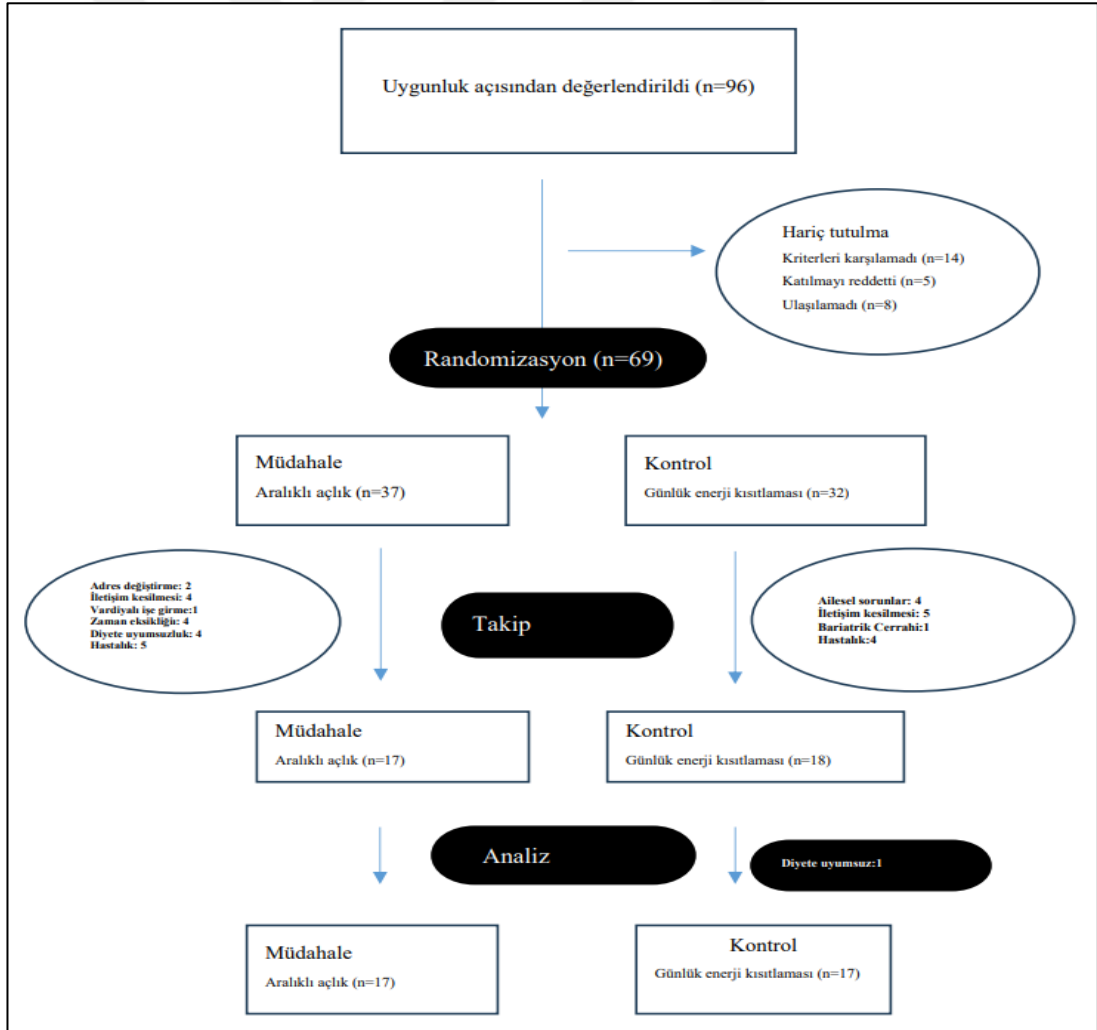 Uygunluk açısından değerlendirildi (n=96)
Hariç tutulma
Kriterleri karşılamadı (n=14)
Katılmayı reddetti (n=5)
Ulaşılamadı (n=8)
Randomizasyon (n=69)
Müdahale
Aralıklı açlık (n=37)
Kontrol
Günlük enerji kısıtlaması (n=32)
Adres değiştirme: 2
İletişim kesilmesi: 4
Vardiyalı işe girme:1
Zaman eksikliği: 4
Diyete uyumsuzluk: 4
Hastalık: 5
Takip
Ailesel sorunlar: 4
İletişim kesilmesi: 5
Bariatrik Cerrahi:1
Hastalık:4
Müdahale
Aralıklı açlık (n=17)
Kontrol
Günlük enerji kısıtlaması (n=18)
Analiz
Diyete uyumsuz:1
Müdahale
Aralıklı açlık (n=17)
Kontrol
Günlük enerji kısıtlaması (n=17)